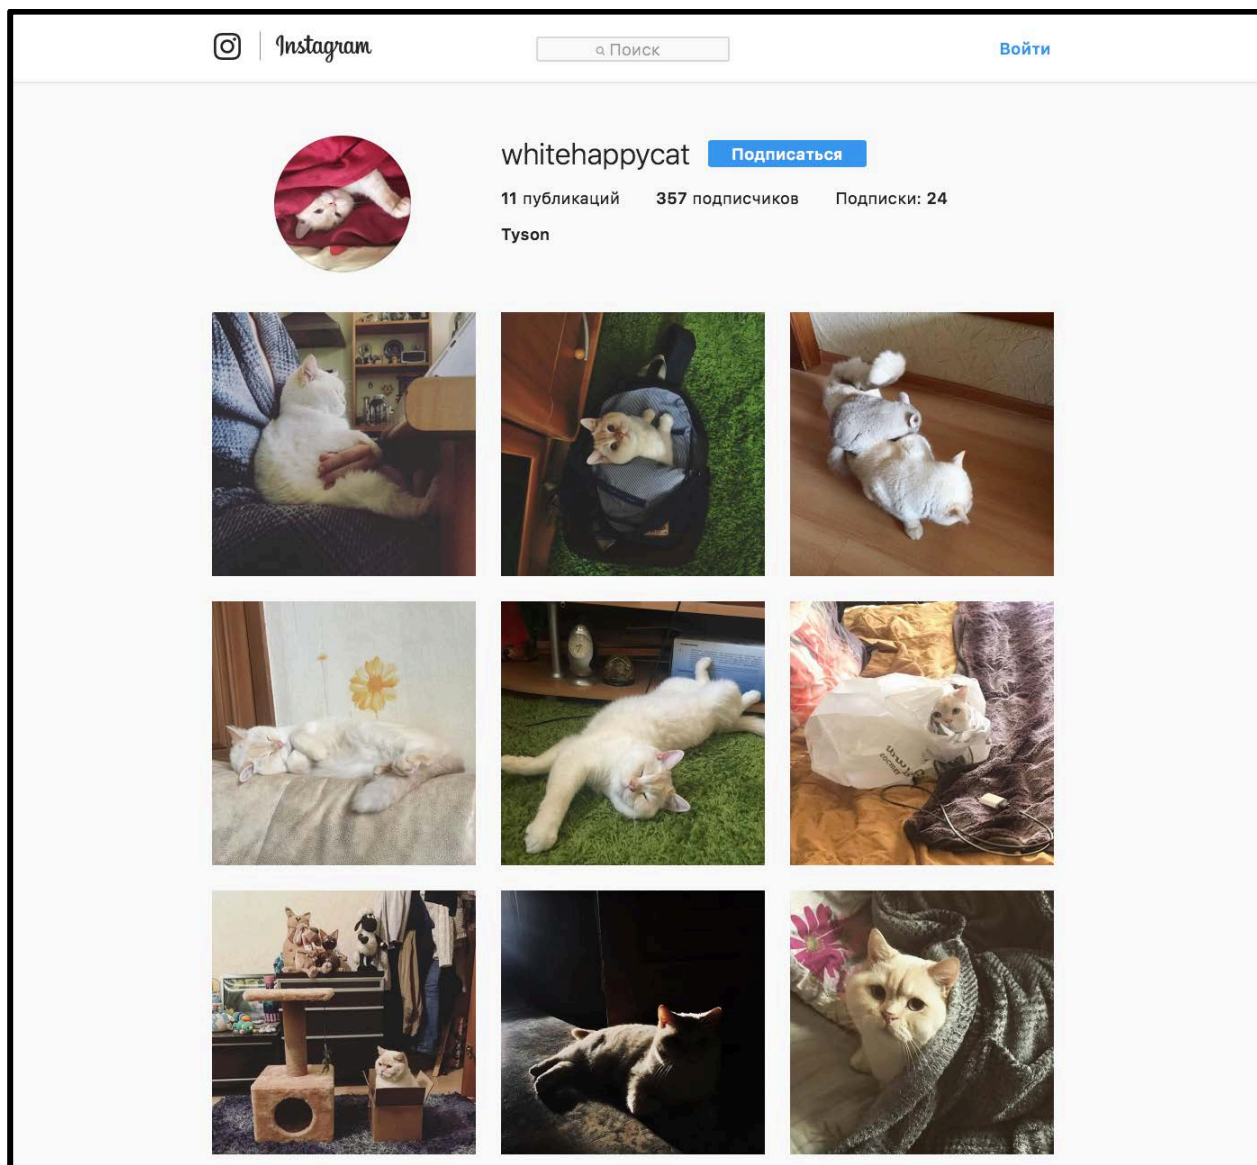 Instagram
Поиск
Войти
whitehappycat Подписаться
11 публикаций 357 подписчиков Подписки: 24
Tyson